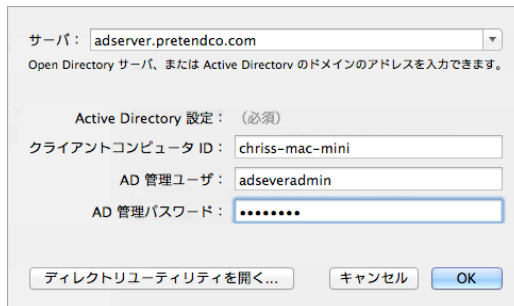 サーバ： adserver.pretendco.com
Open Directory サーバ、または Active Directory のドメインのアドレスを入力できます。
Active Directory 設定： （必須）
クライアントコンピュータ ID： chriss-mac-mini
AD 管理ユーザ： adseveradmin
AD 管理パスワード： ••••••••
ディレクトリユーティリティを開く... キャンセル OK